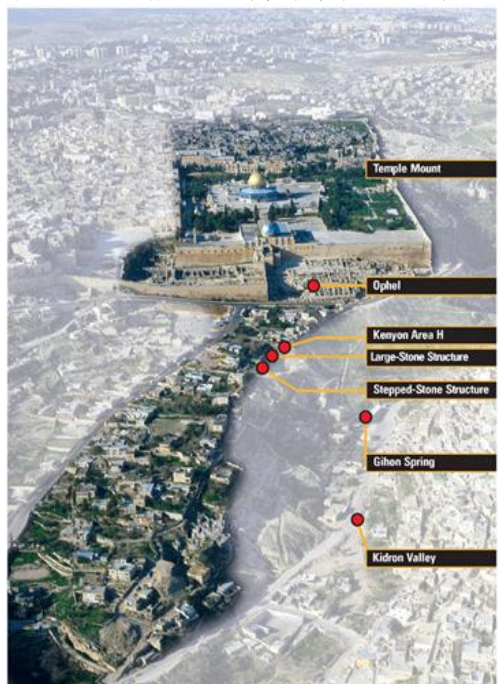 Temple Mount
Ophel
Kenyon Area H
Large-Stone Structure
Stepped-Stone Structure
Gihon Spring
Kidron Valley